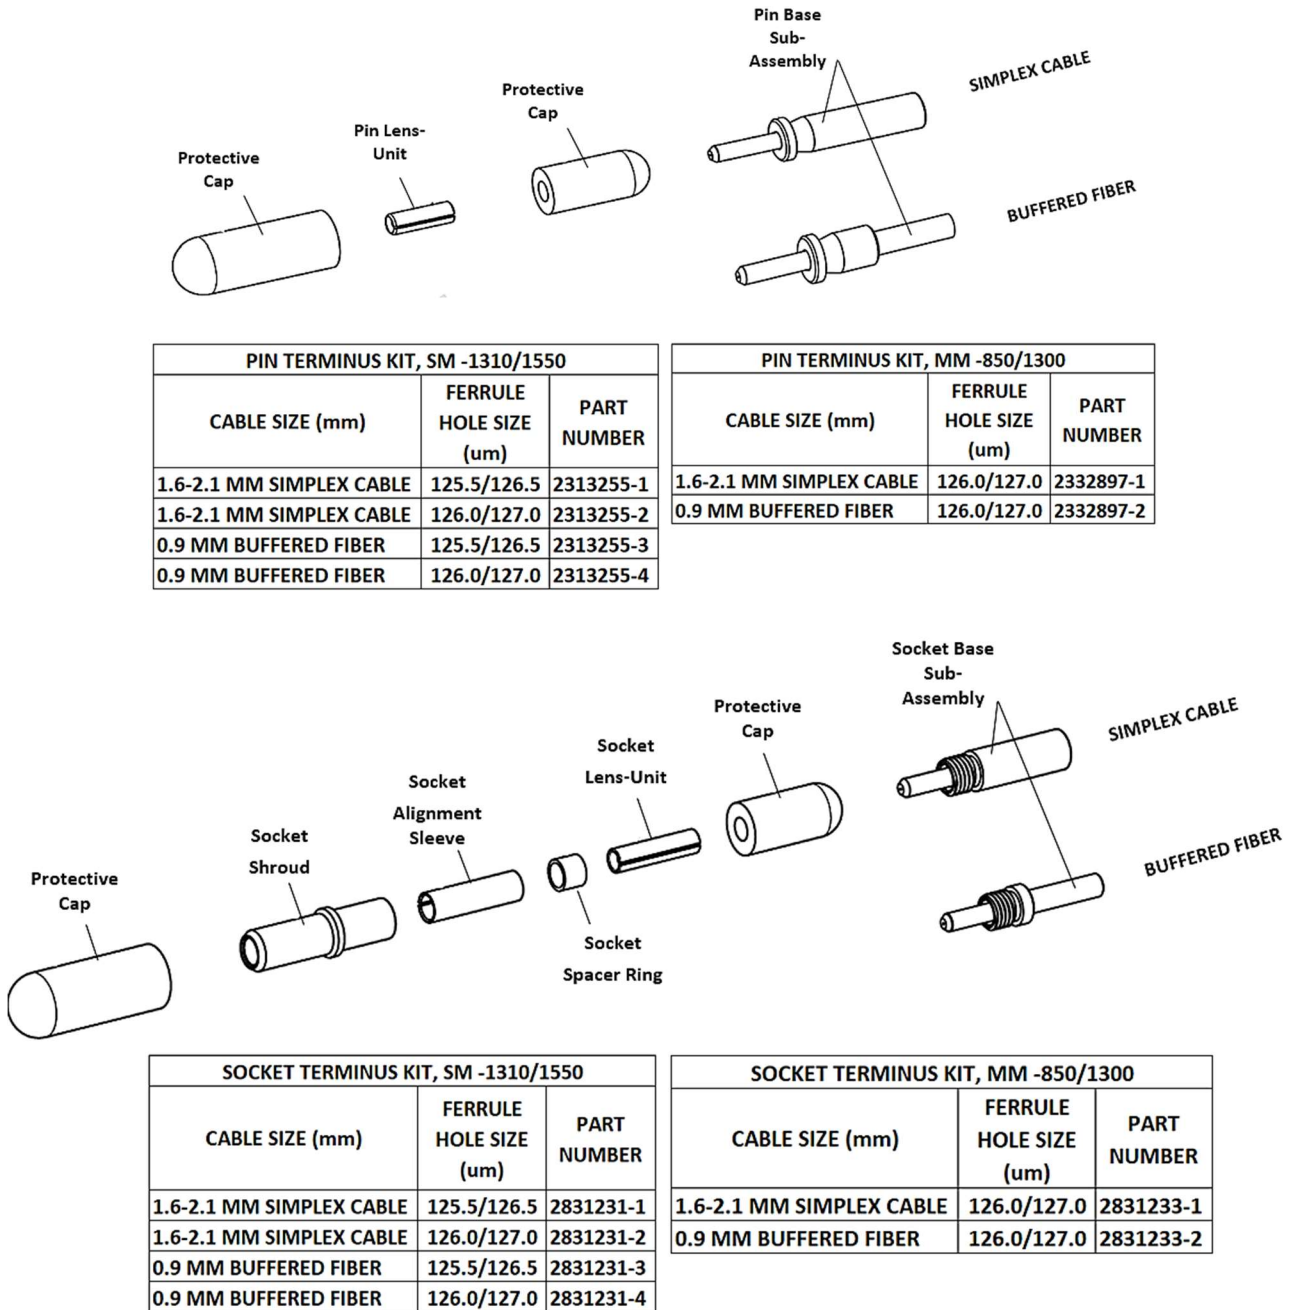 Pin Base
Sub-
Assembly
SIMPLEX CABLE
Protective
Cap
Pin Lens-
Unit
Protective
Cap
BUFFERED FIBER
PIN TERMINUS KIT, SM -1310/1550
CABLE SIZE (mm) FERRULE HOLE SIZE (um) PART NUMBER
1.6-2.1 MM SIMPLEX CABLE 125.5/126.5 2313255-1
1.6-2.1 MM SIMPLEX CABLE 126.0/127.0 2313255-2
0.9 MM BUFFERED FIBER 125.5/126.5 2313255-3
0.9 MM BUFFERED FIBER 126.0/127.0 2313255-4
PIN TERMINUS KIT, MM -850/1300
CABLE SIZE (mm) FERRULE HOLE SIZE (um) PART NUMBER
1.6-2.1 MM SIMPLEX CABLE 126.0/127.0 2332897-1
0.9 MM BUFFERED FIBER 126.0/127.0 2332897-2
Socket Base
Sub-
Assembly
SIMPLEX CABLE
Protective
Cap
Socket
Lens-Unit
Socket
Alignment
Sleeve
Socket
Shroud
Protective
Cap
BUFFERED FIBER
Socket
Spacer Ring
SOCKET TERMINUS KIT, SM -1310/1550
CABLE SIZE (mm) FERRULE HOLE SIZE (um) PART NUMBER
1.6-2.1 MM SIMPLEX CABLE 125.5/126.5 2831231-1
1.6-2.1 MM SIMPLEX CABLE 126.0/127.0 2831231-2
0.9 MM BUFFERED FIBER 125.5/126.5 2831231-3
0.9 MM BUFFERED FIBER 126.0/127.0 2831231-4
SOCKET TERMINUS KIT, MM -850/1300
CABLE SIZE (mm) FERRULE HOLE SIZE (um) PART NUMBER
1.6-2.1 MM SIMPLEX CABLE 126.0/127.0 2831233-1
0.9 MM BUFFERED FIBER 126.0/127.0 2831233-2